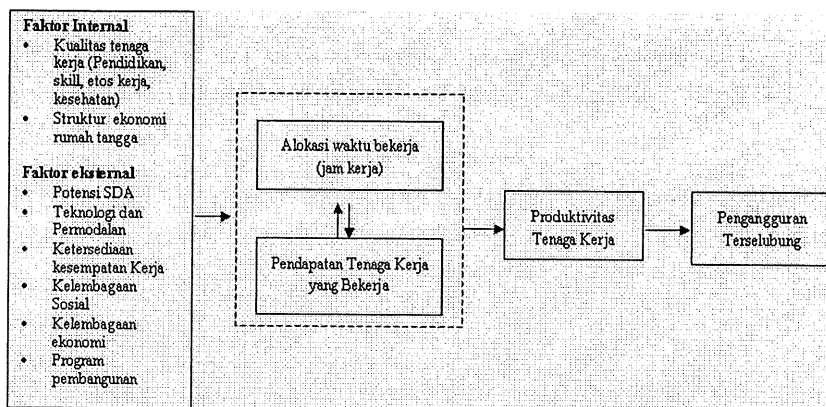 Faktor Internal
• Kualitas tenaga
kerja (Pendidikan,
skill, etos kerja,
kesehatan)
• Struktur ekonomi
rumah tangga
Faktor eksternal
• Potensi SDA
• Teknologi dan
Permodalan
• Ketersediaan
kesempatan Kerja
• Kelembagaan
Sosial
• Kelembagaan
ekonomi
• Program
pembangunan
Alokasi waktu bekerja
(jam kerja)
Pendapatan Tenaga Kerja
yang Bekerja
Produktivitas
Tenaga Kerja
Pengangguran
Terselubung